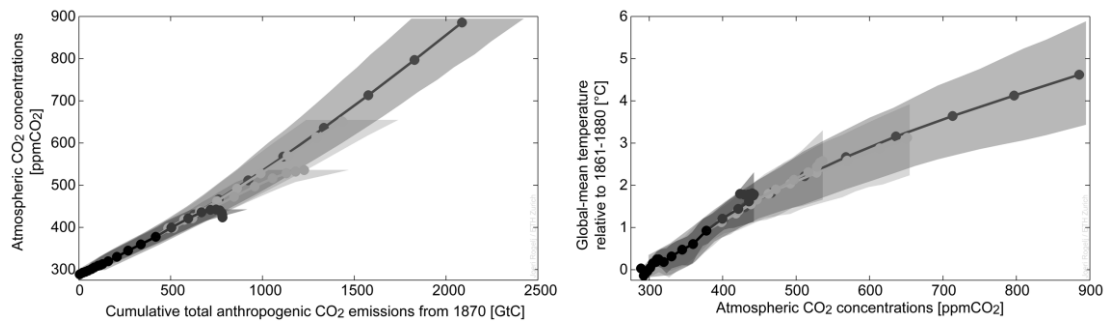 900
800
700
600
500
400
300
Atmospheric CO2 concentrations
[ppmCO2]
0 500 1000 1500 2000 2500
Cumulative total anthropogenic CO2 emissions from 1870 [GtC]
6
5
4
3
2
1
0
Global-mean temperature
relative to 1861-1880 [°C]
300 400 500 600 700 800 900
Atmospheric CO2 concentrations [ppmCO2]